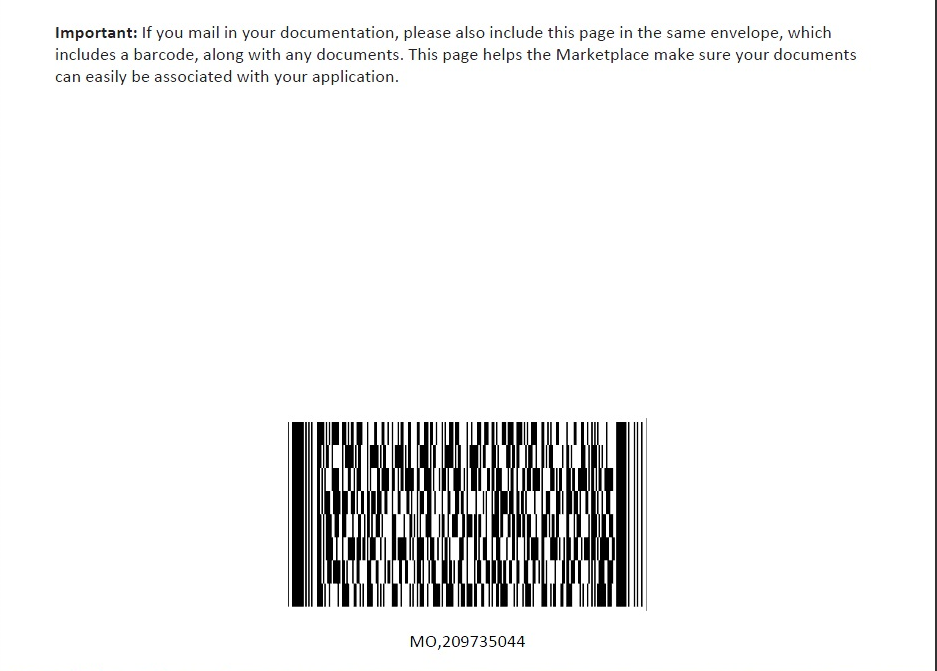 Important: If you mail in your documentation, please also include this page in the same envelope, which
includes a barcode, along with any documents. This page helps the Marketplace make sure your documents
can easily be associated with your application.
MO,209735044